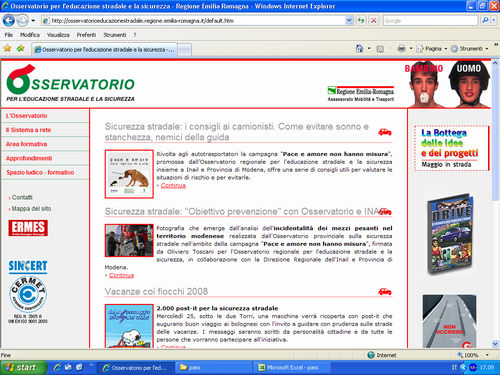 Osservatorio per l'educazione stradale e la sicurezza - Regione Emilia Romagna - Windows Internet Explorer
http://osservatorioeducazionestradale.regione.emilia-romagna.it/default.htm
File Modifica Visualizza Preferiti Strumenti ?
Osservatorio per l'educazione stradale e la sicurezza -...
Pagina Strumenti
OSSERVATORIO
PER L'EDUCAZIONE STRADALE E LA SICUREZZA
Regione Emilia-Romagna
Assessorato Mobilità e Trasporti
BAMBINO UOMO
L'Osservatorio
Il Sistema a rete
Area formativa
Approfondimenti
Spazio ludico - formativo
Contatti
Mappa del sito
ERMES
SINCERT
CERMET
REG. N. 3505 A
UNI EN ISO 9001 2000
Sicurezza stradale: i consigli ai camionisti. Come evitare sonno e
stanchezza, nemici della guida
Rivolta agli autotrasportatori la campagna "Pace e amore non hanno misura",
promossa dall'Osservatorio regionale per l'educazione stradale e la sicurezza
insieme a Inail e Provincia di Modena, offre una serie di consigli utili per valutare le
situazioni di rischio e per evitarle.
Continua
Sicurezza stradale: "Obiettivo prevenzione" con Osservatorio e INAIL
Fotografia che emerge dall'analisi dell'incidentalità dei mezzi pesanti nel
territorio modenese realizzata dall'Osservatorio provinciale sulla sicurezza
stradale nell'ambito della campagna "Pace e amore non hanno misura", firmata
da Oliviero Toscani per l'Osservatorio regionale per l'educazione e la sicurezza
stradale, in collaborazione con la Direzione Regionale dell'Inail e Provincia di
Modena.
Continua
Vacanze coi fiocchi 2008
2.000 post-it per la sicurezza
Mercoledì 25, sotto le due Torri, una macchina verrà ricoperta con post-it che
augurano buon viaggio ai bolognesi con l'invito a guidare con prudenza sulle strade
delle vacanze. I messaggi saranno scritti da personalità cittadine e da tutte le
persone che vorranno partecipare all'iniziativa.
La Bottega
delle idee
e dei progetti
Maggio in strada
DRIVE
NON
UCCIDERE
Fine
Internet
100%
start
Osservatorio per l'ed...
pass
Microsoft Excel - pass
IT
17.09